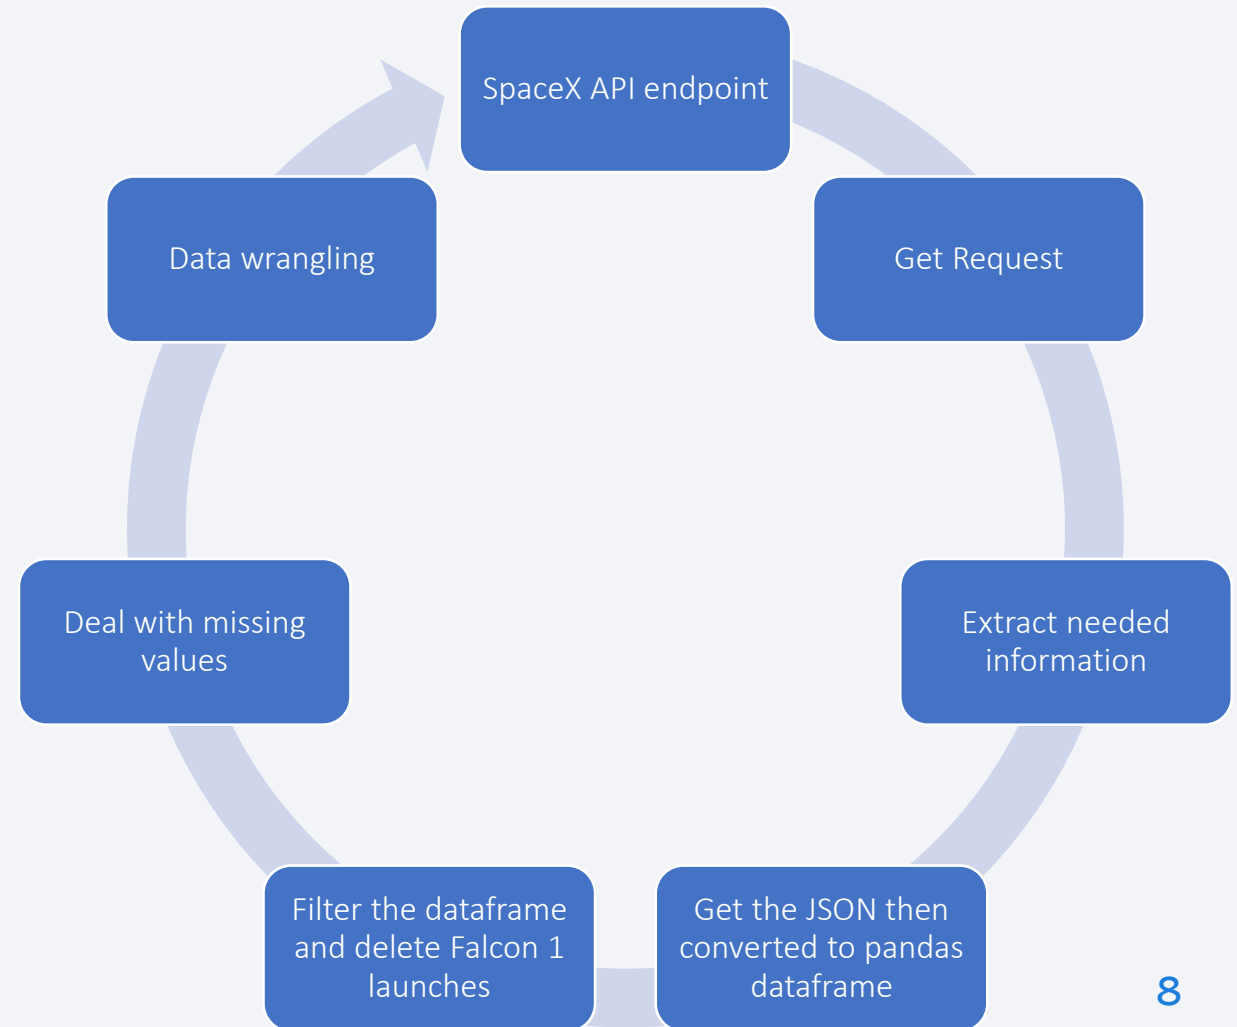 SpaceX API endpoint
Get Request
Extract needed
information
Get the JSON then
converted to pandas
dataframe
Filter the dataframe
and delete Falcon 1
launches
Deal with missing
values
Data wrangling
8